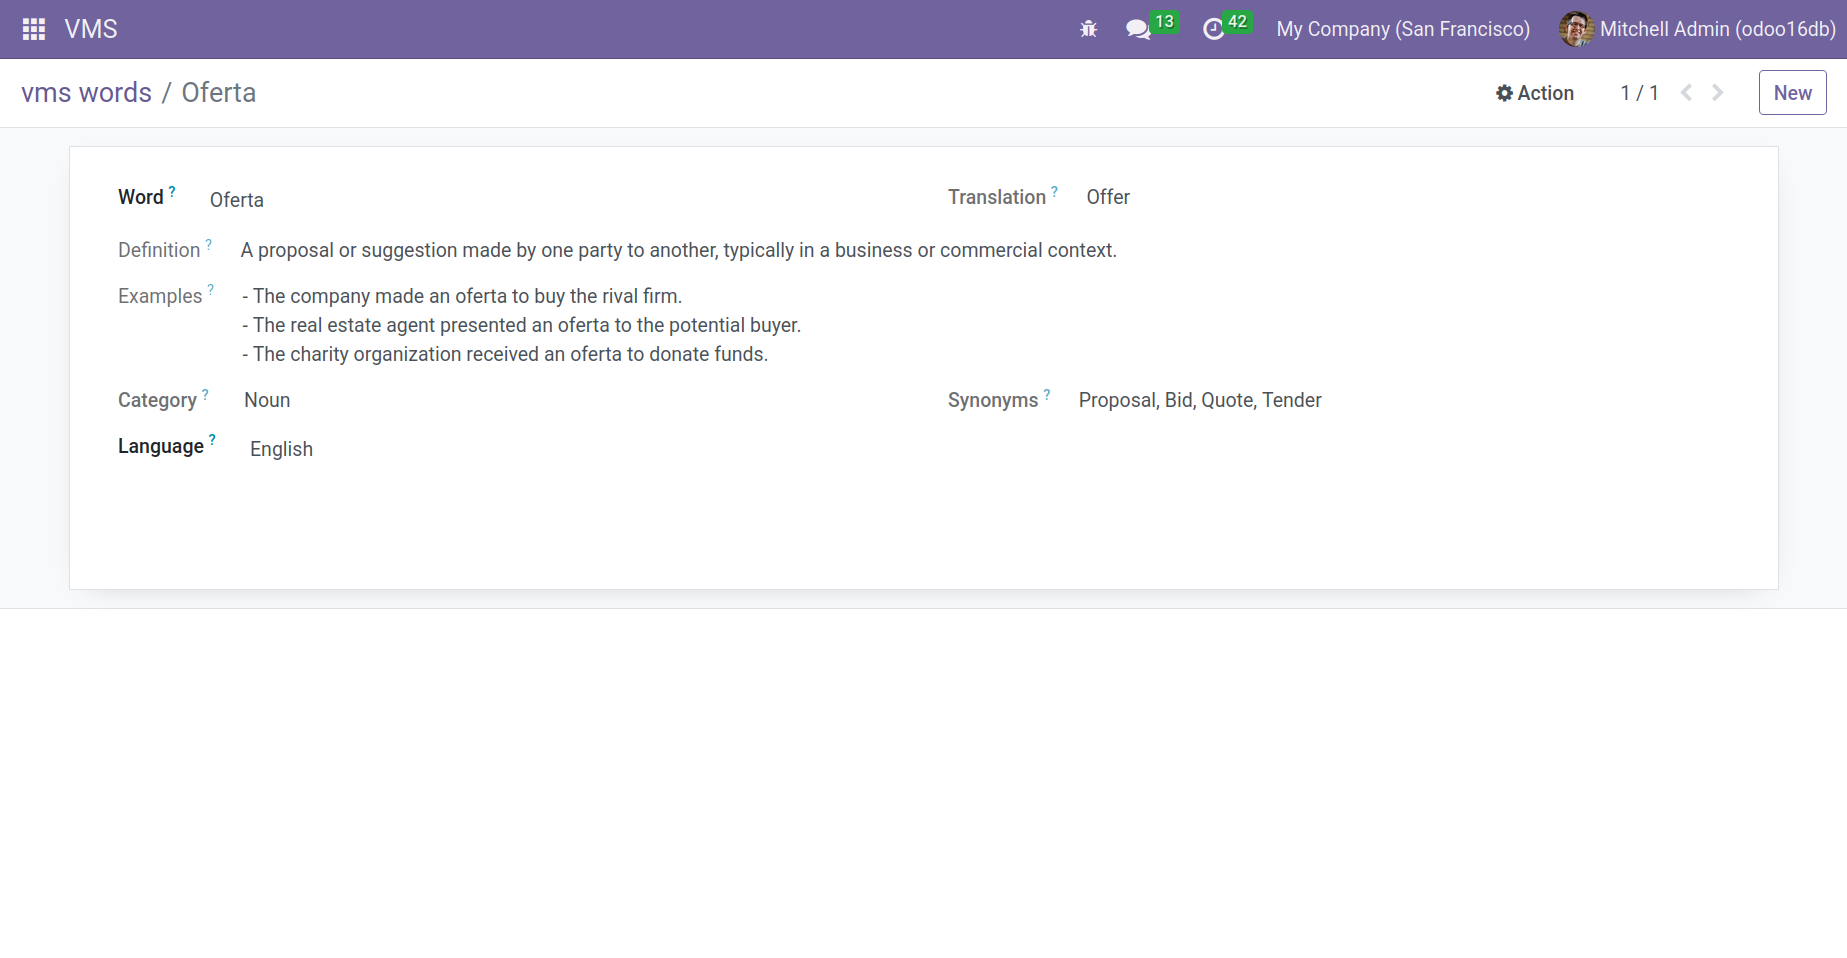 VMS 13 42 My Company (San Francisco) Mitchell Admin (odoo16db)
vms words / Oferta Action 1 / 1 New
Word ? Oferta Translation ? Offer
Definition ? A proposal or suggestion made by one party to another, typically in a business or commercial context.
Examples ? - The company made an oferta to buy the rival firm.
- The real estate agent presented an oferta to the potential buyer.
- The charity organization received an oferta to donate funds.
Category ? Noun Synonyms ? Proposal, Bid, Quote, Tender
Language ? English